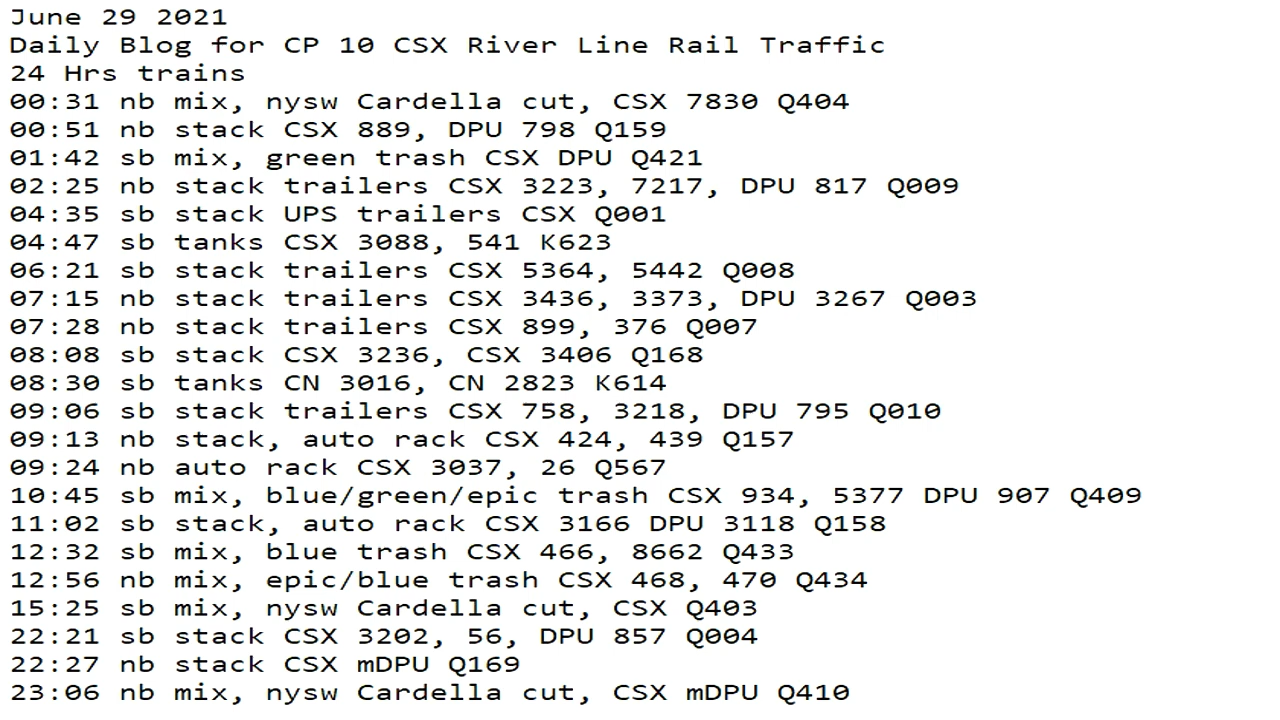 June 29 2021
Daily Blog for CP 10 CSX River Line Rail Traffic
24 Hrs trains
00:31 nb mix, nysw Cardella cut, CSX 7830 Q404
00:51 nb stack CSX 889, DPU 798 Q159
01:42 sb mix, green trash CSX DPU Q421
02:25 nb stack trailers CSX 3223, 7217, DPU 817 Q009
04:35 sb stack UPS trailers CSX Q001
04:47 sb tanks CSX 3088, 541 K623
06:21 sb stack trailers CSX 5364, 5442 Q008
07:15 nb stack trailers CSX 3436, 3373, DPU 3267 Q003
07:28 nb stack trailers CSX 899, 376 Q007
08:08 sb stack CSX 3236, CSX 3406 Q168
08:30 sb tanks CN 3016, CN 2823 K614
09:06 sb stack trailers CSX 758, 3218, DPU 795 Q010
09:13 nb stack, auto rack CSX 424, 439 Q157
09:24 nb auto rack CSX 3037, 26 Q567
10:45 sb mix, blue/green/epic trash CSX 934, 5377 DPU 907 Q409
11:02 sb stack, auto rack CSX 3166 DPU 3118 Q158
12:32 sb mix, blue trash CSX 466, 8662 Q433
12:56 nb mix, epic/blue trash CSX 468, 470 Q434
15:25 sb mix, nysw Cardella cut, CSX Q403
22:21 sb stack CSX 3202, 56, DPU 857 Q004
22:27 nb stack CSX mDPU Q169
23:06 nb mix, nysw Cardella cut, CSX mDPU Q410